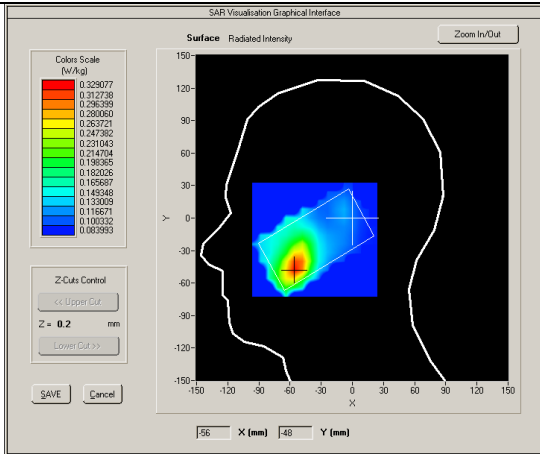 SAR Visualisation Graphical Interface
Surface Radiated Intensity
Zoom In/Out
Colors Scale
(W/kg)
0.329077
0.312738
0.296399
0.280060
0.263721
0.247382
0.231043
0.214704
0.198365
0.182026
0.165687
0.149348
0.133009
0.116671
0.100332
0.083993
Z-Cuts Control
<< Upper Cut
Z = 0.2 mm
Lower Cut >>
SAVE
Cancel
150
120
90
60
30
0
-30
-60
-90
-120
-150
Y
-150 -120 -90 -60 -30 0 30 60 90 120 150
X
-56 X (mm) -48 Y (mm)